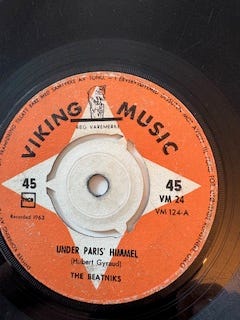 VIKING MUSIC
REG VAREMERKE
45
45
NCB
VM 24
Recorded 1963
VM 124-A
UNDER PARIS' HIMMEL
(Hubert Gyraud)
THE BEATNIKS